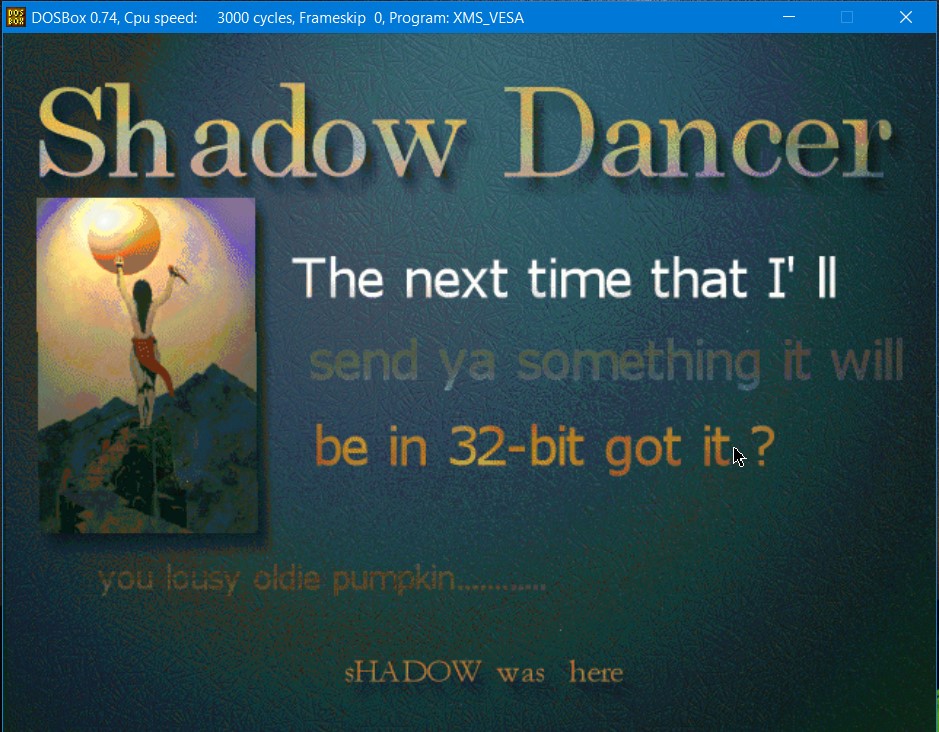 DOSBox 0.74, Cpu speed: 3000 cycles, Frameskip 0, Program: XMS_VESA
Shadow Dancer
The next time that I' ll
send ya something it will
be in 32-bit got it ?
you lousy oldie pumpkin...........
sHADOW was here